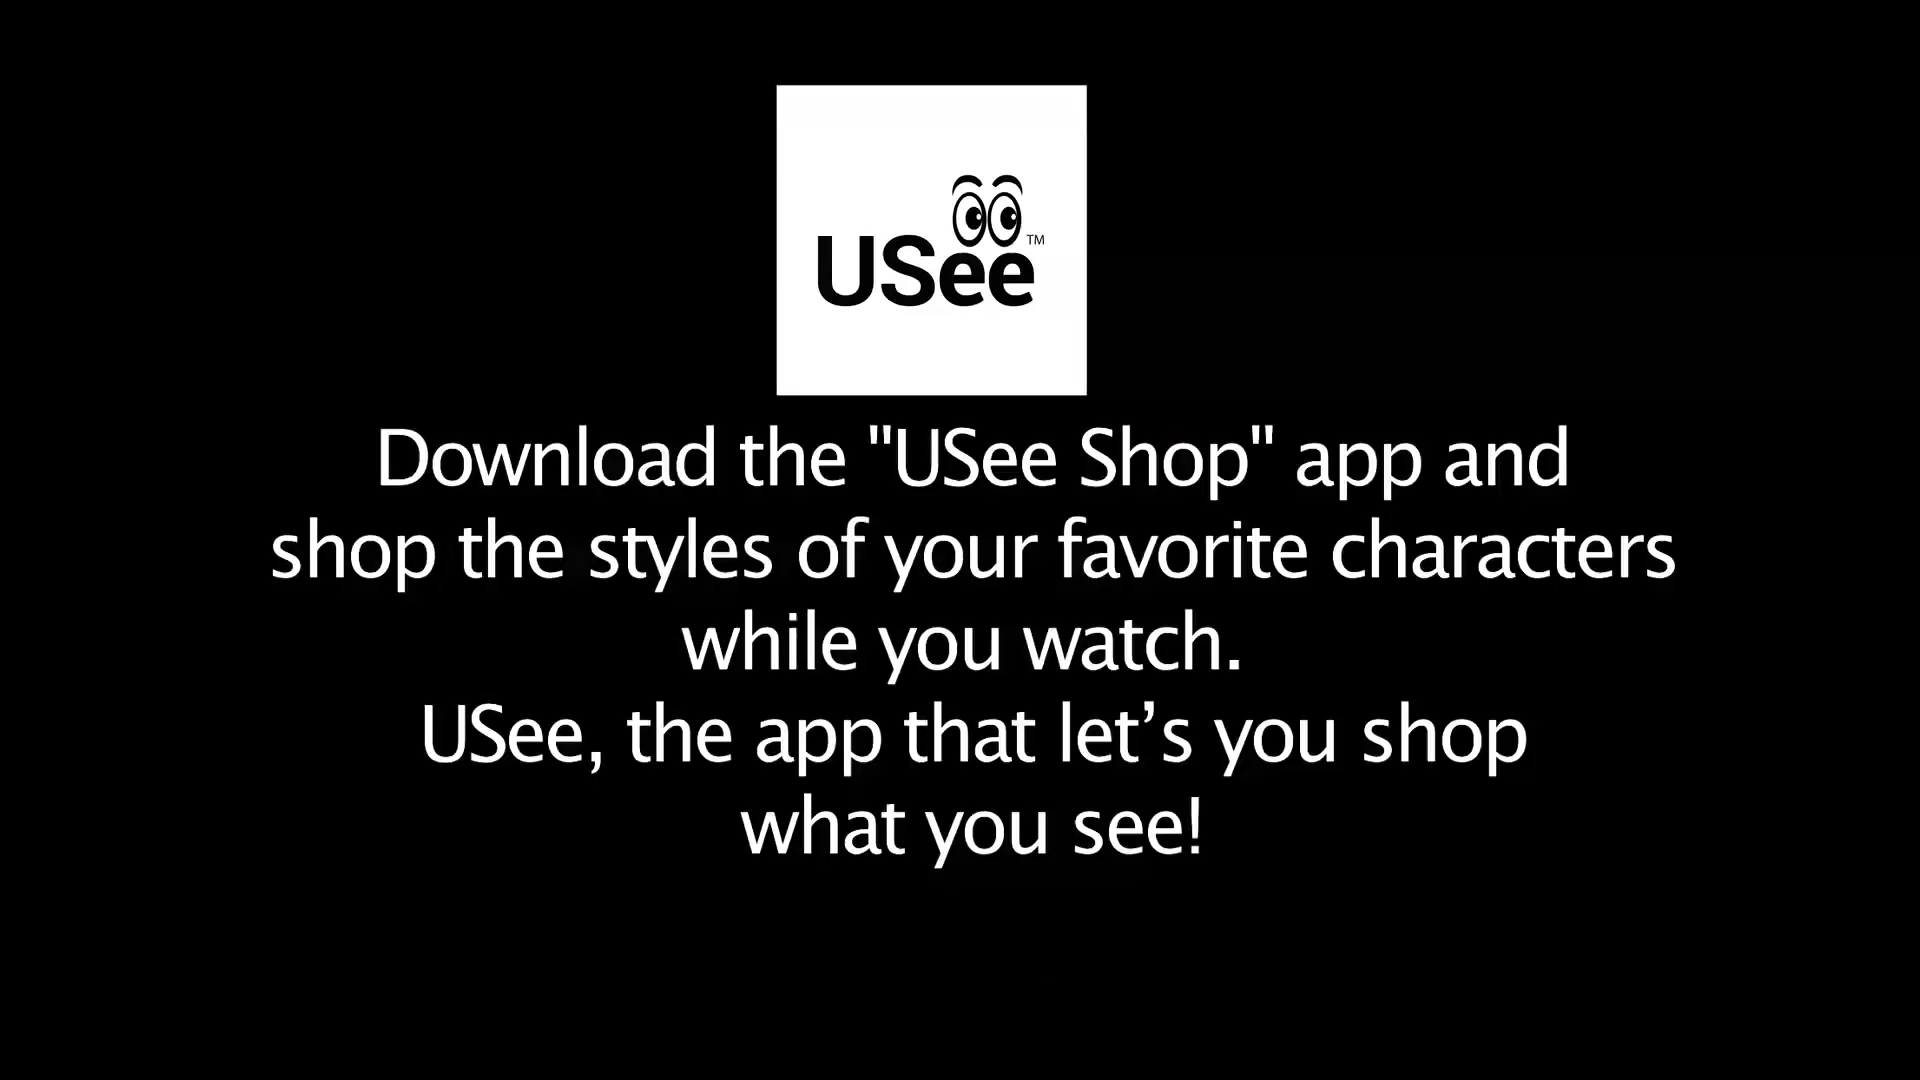 USee™
Download the "USee Shop" app and
shop the styles of your favorite characters
while you watch.
USee, the app that let’s you shop
what you see!